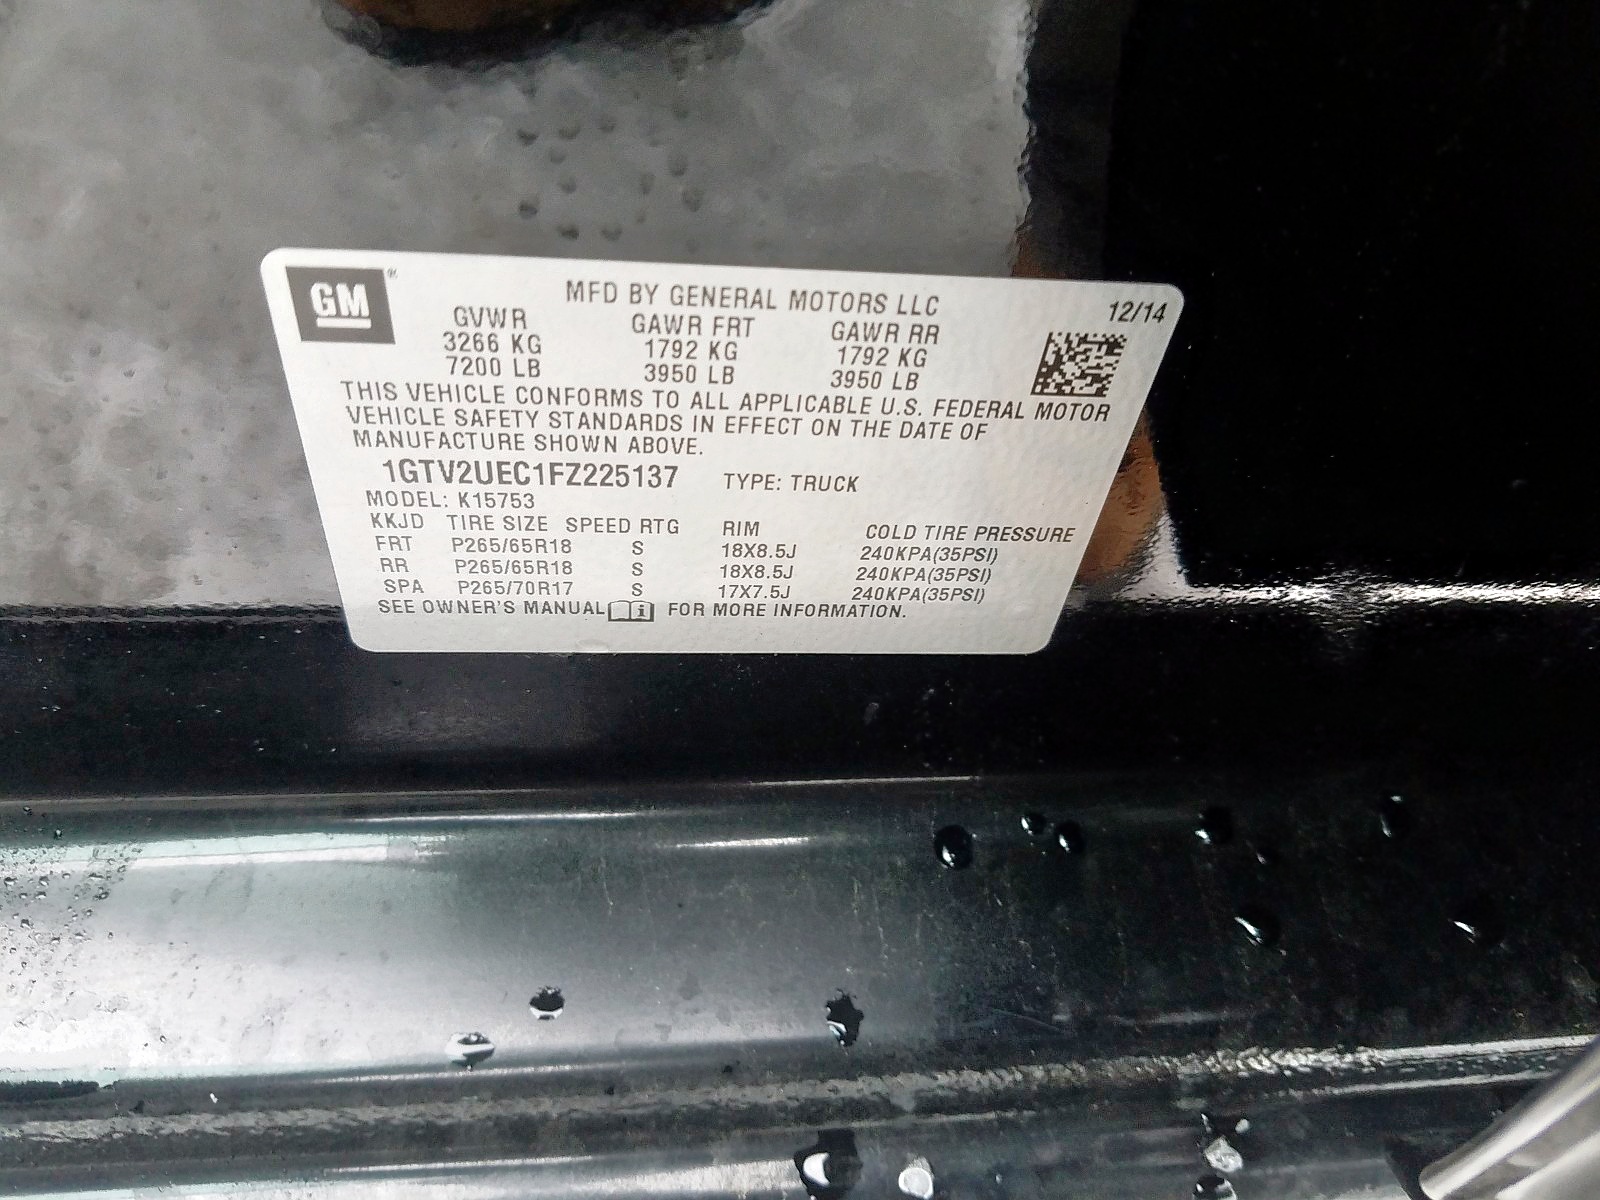 GM®
MFD BY GENERAL MOTORS LLC 12/14
GVWR GAWR FRT GAWR RR
3266 KG 1792 KG 1792 KG
7200 LB 3950 LB 3950 LB
THIS VEHICLE CONFORMS TO ALL APPLICABLE U.S. FEDERAL MOTOR
VEHICLE SAFETY STANDARDS IN EFFECT ON THE DATE OF
MANUFACTURE SHOWN ABOVE.
1GTV2UEC1FZ225137 TYPE: TRUCK
MODEL: K15753
KKJD TIRE SIZE SPEED RTG RIM COLD TIRE PRESSURE
FRT P265/65R18 S 18X8.5J 240KPA(35PSI)
RR P265/65R18 S 18X8.5J 240KPA(35PSI)
SPA P265/70R17 S 17X7.5J 240KPA(35PSI)
SEE OWNER'S MANUAL i FOR MORE INFORMATION.